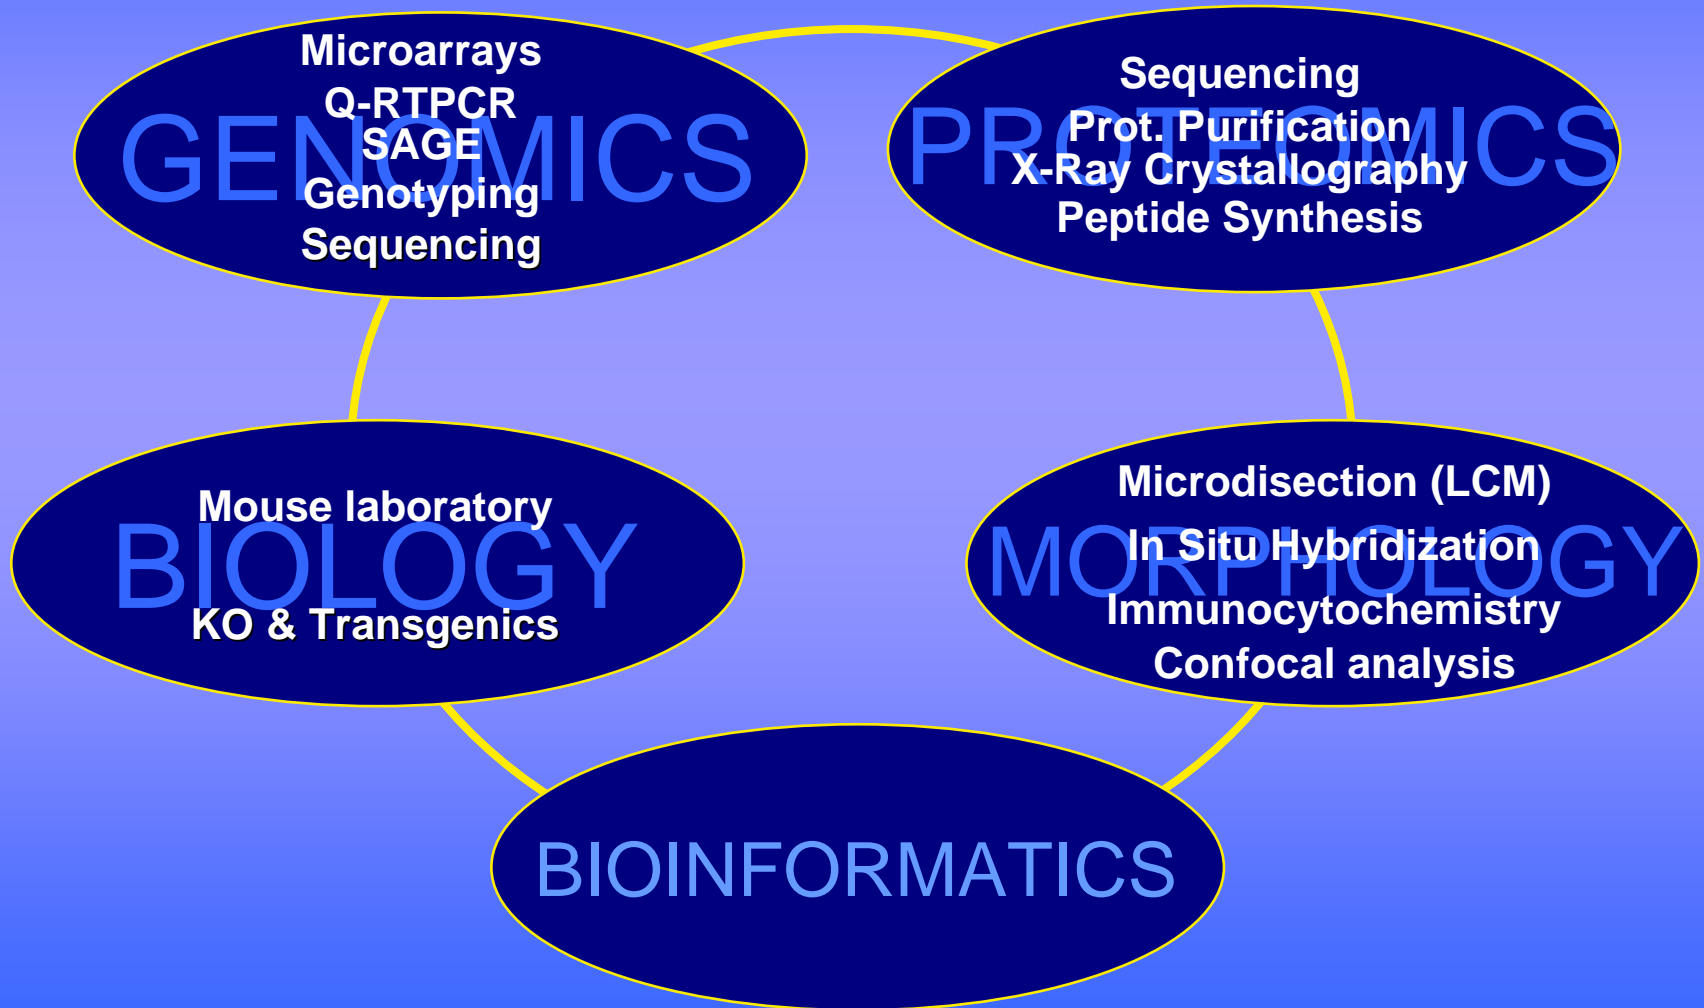 GENOMICS
Microarrays
Q-RTPCR
SAGE
Genotyping
Sequencing
PROTEOMICS
Sequencing
Prot. Purification
X-Ray Crystallography
Peptide Synthesis
BIOLOGY
Mouse laboratory
KO & Transgenics
MORPHOLOGY
Microdisection (LCM)
In Situ Hybridization
Immunocytochemistry
Confocal analysis
BIOINFORMATICS